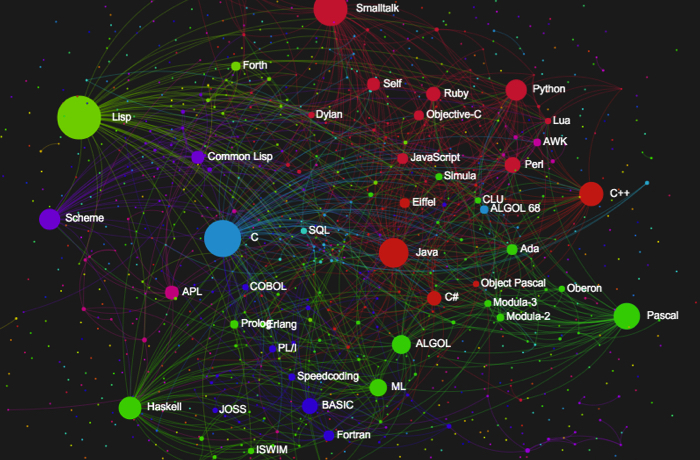 Smalltalk
Forth
Self
Ruby
Python
Lisp
Dylan
Objective-C
Lua
AWK
Common Lisp
JavaScript
Perl
Simula
C++
CLU
Eiffel
ALGOL 68
Scheme
SQL
C
Java
Ada
Object Pascal
COBOL
Oberon
APL
C#
Modula-3
Modula-2
Pascal
Prolog
Erlang
ALGOL
PL/I
Speedcoding
ML
Haskell
JOSS
BASIC
Fortran
ISWIM